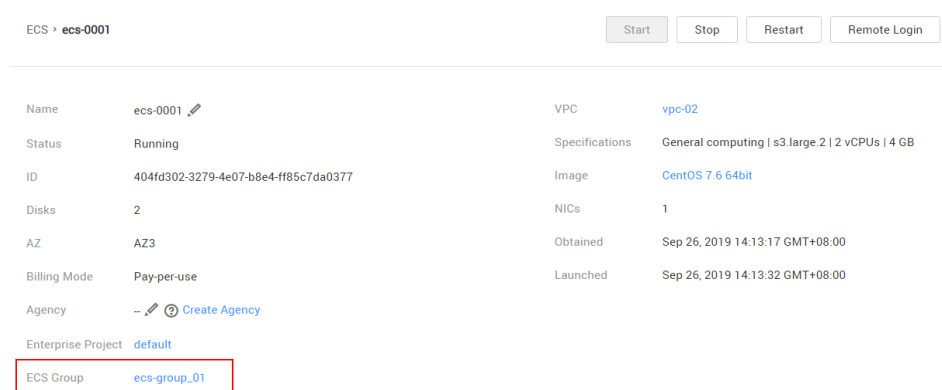 ECS > ecs-0001
Start Stop Restart Remote Login
Name ecs-0001
Status Running
ID 404fd302-3279-4e07-b8e4-ff85c7da0377
Disks 2
AZ AZ3
Billing Mode Pay-per-use
Agency -- ? Create Agency
Enterprise Project default
ECS Group ecs-group_01
VPC vpc-02
Specifications General computing | s3.large.2 | 2 vCPUs | 4 GB
Image CentOS 7.6 64bit
NICs 1
Obtained Sep 26, 2019 14:13:17 GMT+08:00
Launched Sep 26, 2019 14:13:32 GMT+08:00